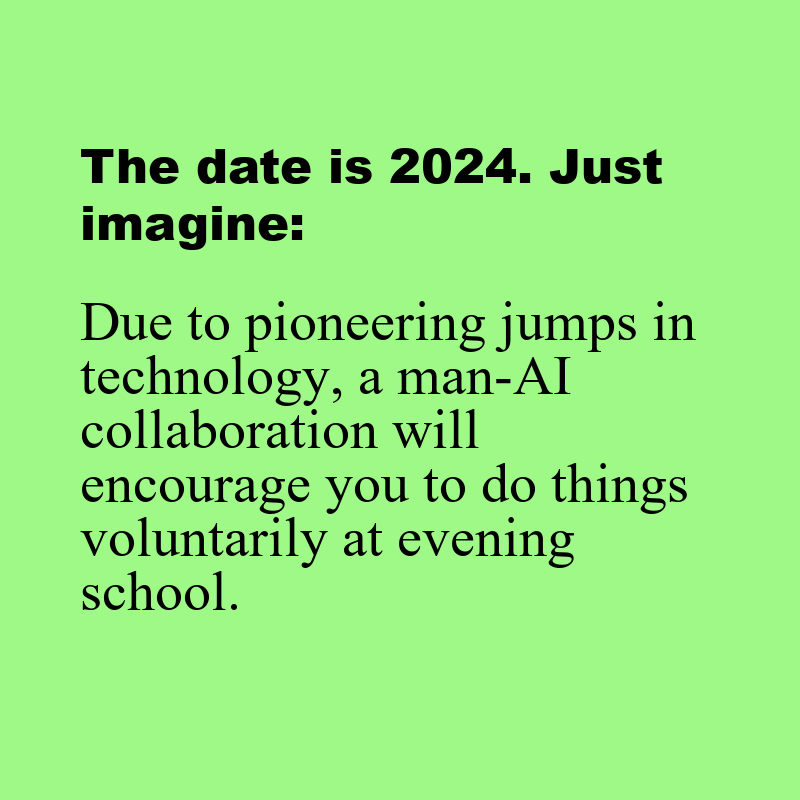 The date is 2024. Just
imagine:
Due to pioneering jumps in
technology, a man-AI
collaboration will
encourage you to do things
voluntarily at evening
school.